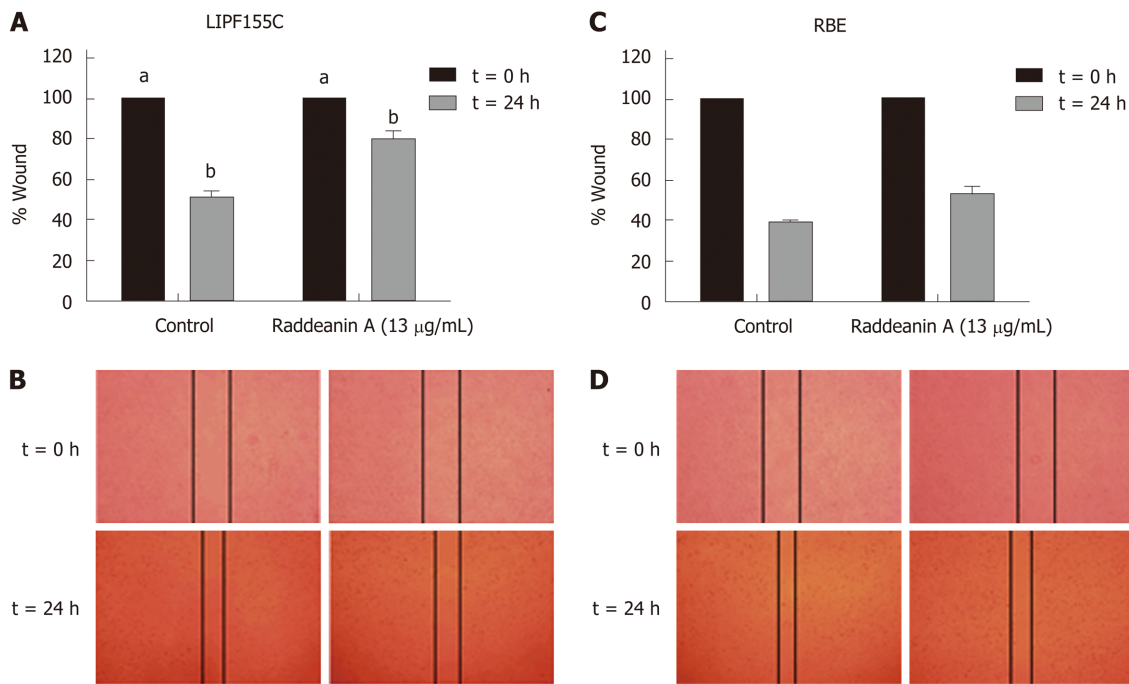 A
LIPF155C
120
100
80
60
40
20
0
% Wound
a
b
a
b
t = 0 h
t = 24 h
Control
Raddeanin A (13 μg/mL)
C
RBE
120
100
80
60
40
20
0
% Wound
t = 0 h
t = 24 h
Control
Raddeanin A (13 μg/mL)
B
t = 0 h
t = 24 h
D
t = 0 h
t = 24 h